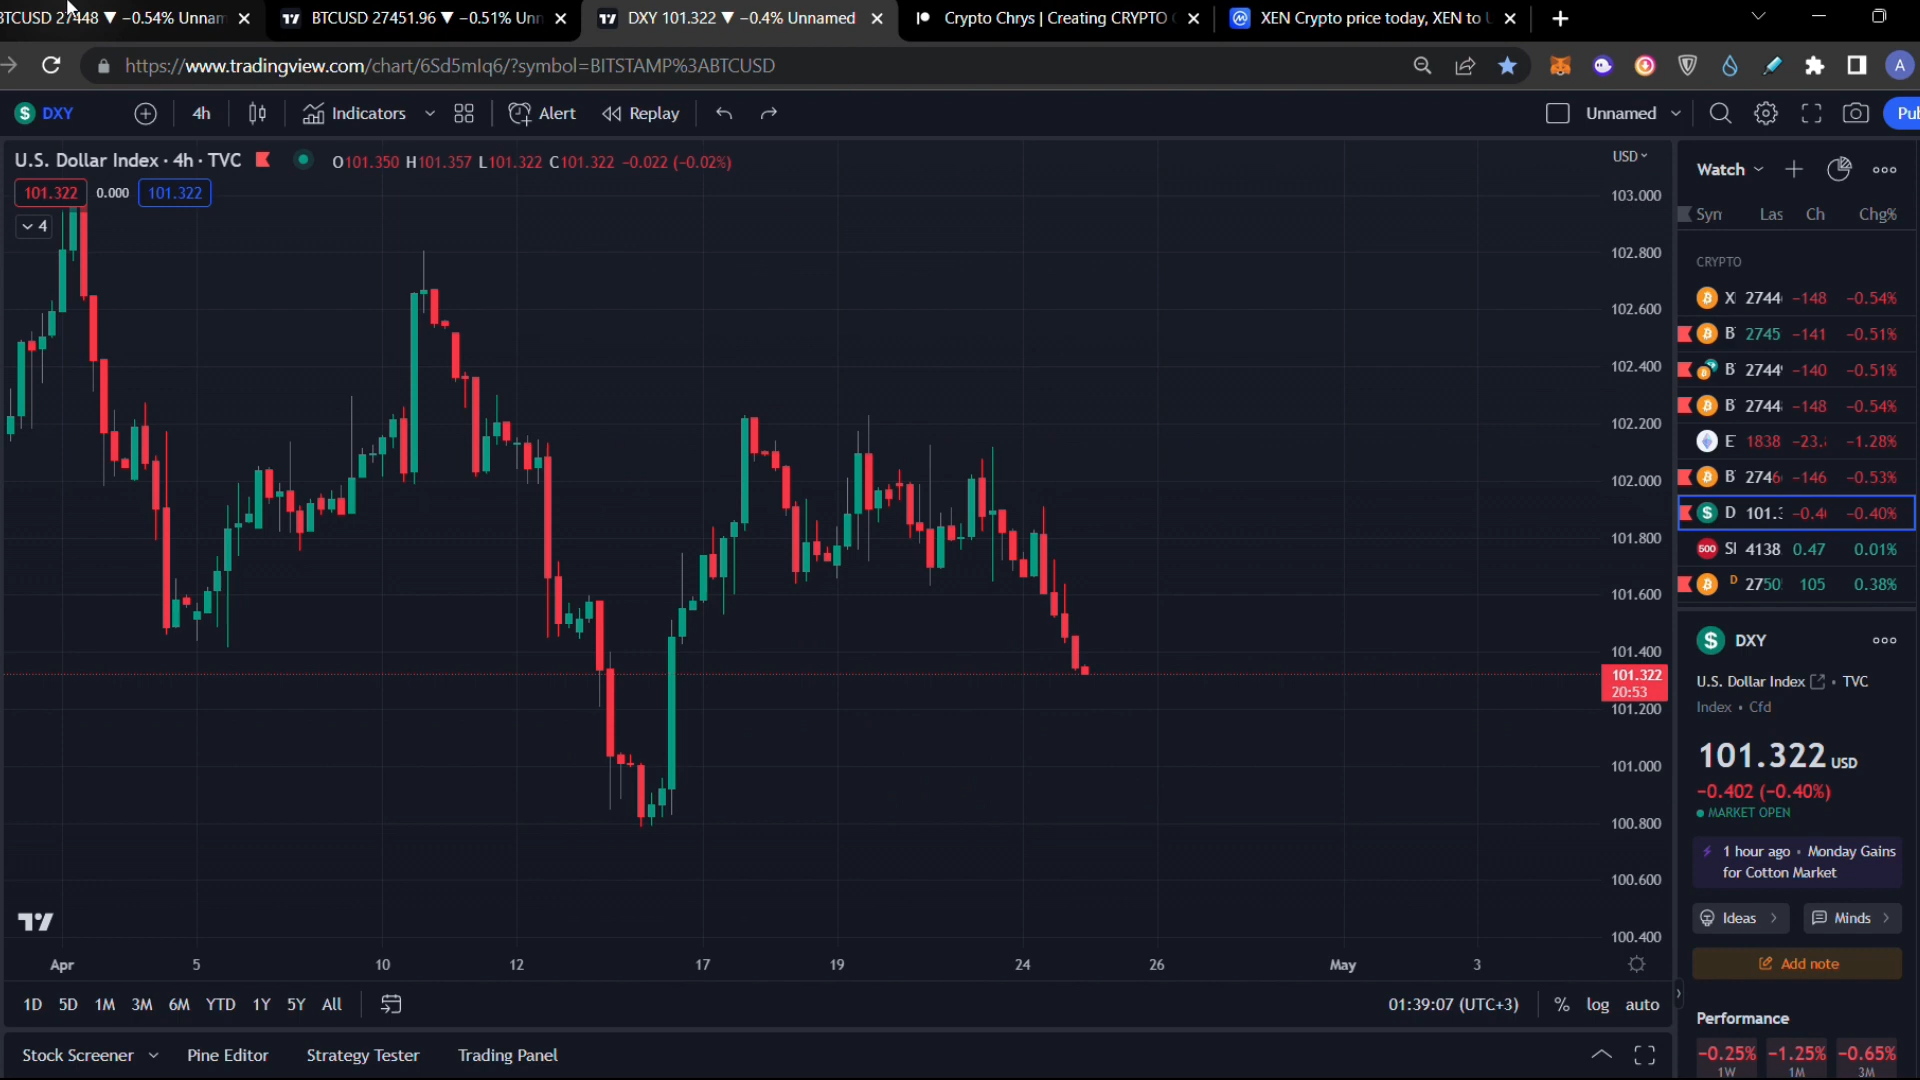 BTCUSD 27448 ▼ −0.54% Unnam
BTCUSD 27451.96 ▼ −0.51% Unn
DXY 101.322 ▼ −0.4% Unnamed
Crypto Chrys | Creating CRYPTO
XEN Crypto price today, XEN to
https://www.tradingview.com/chart/6Sd5mlq6/?symbol=BITSTAMP%3ABTCUSD
A
DXY
4h
Indicators
Alert
Replay
Unnamed
Pub
U.S. Dollar Index · 4h · TVC
O101.350 H101.357 L101.322 C101.322 −0.022 (−0.02%)
101.322 0.000 101.322
4
USD
103.000
102.800
102.600
102.400
102.200
102.000
101.800
101.600
101.400
101.322
20:53
101.200
101.000
100.800
100.600
100.400
Apr 5 10 12 17 19 24 26 May 3
1D 5D 1M 3M 6M YTD 1Y 5Y All
01:39:07 (UTC+3) % log auto
Stock Screener Pine Editor Strategy Tester Trading Panel
Watch
Syn Las Ch Chg%
CRYPTO
X 2744 −148 −0.54%
B 2745 −141 −0.51%
B 2744 −140 −0.51%
B 2744 −148 −0.54%
E 1838 −23. −1.28%
B 2746 −146 −0.53%
D 101. −0.4 −0.40%
500 S 4138 0.47 0.01%
D 2750 105 0.38%
DXY
U.S. Dollar Index • TVC
Index • Cfd
101.322 USD
−0.402 (−0.40%)
MARKET OPEN
1 hour ago • Monday Gains
for Cotton Market
Ideas
Minds
Add note
Performance
−0.25% −1.25% −0.65%
1W 1M 3M